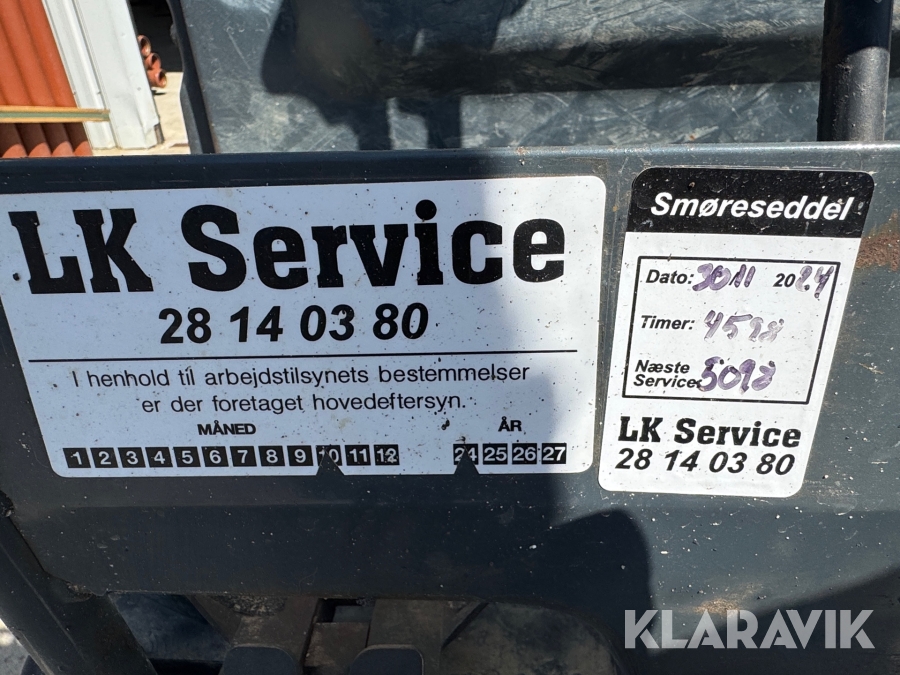 LK Service
28 14 03 80
I henhold til arbejdstilsynets bestemmelser
er der foretaget hovedeftersyn.
MÅNED ÅR
1 2 3 4 5 6 7 8 9 10 11 12 24 25 26 27
Smøreseddel
Dato: 30/11 2024
Timer: 4598
Næste
Service: 5098
LK Service
28 14 03 80
KLARAVIK